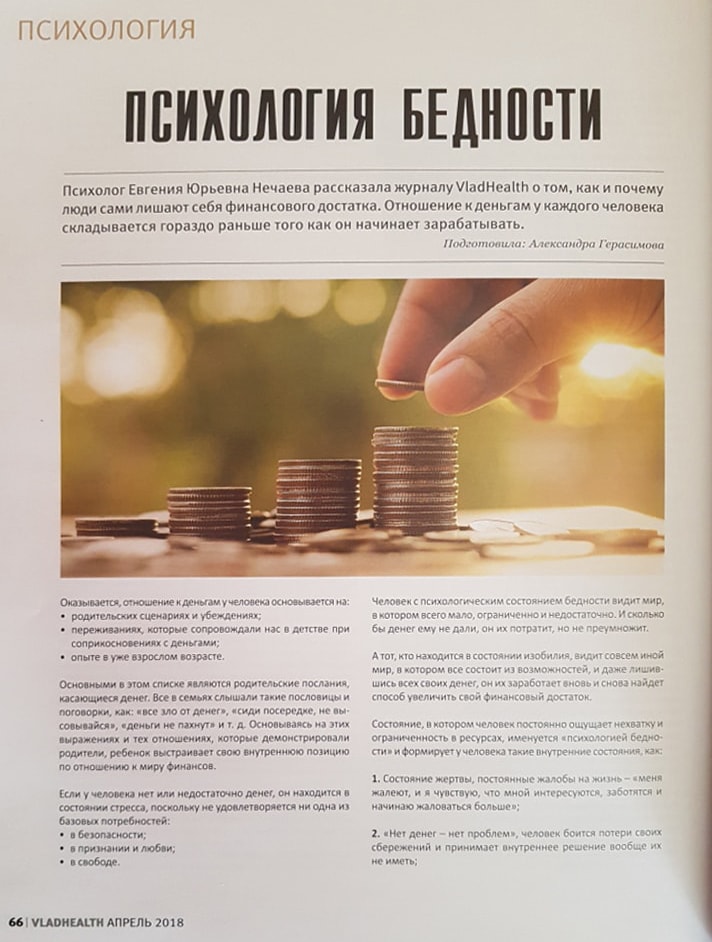 ПСИХОЛОГИЯ
ПСИХОЛОГИЯ БЕДНОСТИ
Психолог Евгения Юрьевна Нечаева рассказала журналу VladHealth о том, как и почему
люди сами лишают себя финансового достатка. Отношение к деньгам у каждого человека
складывается гораздо раньше того как он начинает зарабатывать.
Подготовила: Александра Герасимова
Оказывается, отношение к деньгам у человека основывается на:
• родительских сценариях и убеждениях;
• переживаниях, которые сопровождали нас в детстве при
соприкосновениях с деньгами;
• опыте в уже взрослом возрасте.
Основными в этом списке являются родительские послания,
касающиеся денег. Все в семьях слышали такие пословицы и
поговорки, как: «все зло от денег», «сиди посередке, не вы-
совывайся», «деньги не пахнут» и т. д. Основываясь на этих
выражениях и тех отношениях, которые демонстрировали
родители, ребенок выстраивает свою внутреннюю позицию
по отношению к миру финансов.
Если у человека нет или недостаточно денег, он находится в
состоянии стресса, поскольку не удовлетворяется ни одна из
базовых потребностей:
• в безопасности;
• в признании и любви;
• в свободе.
Человек с психологическим состоянием бедности видит мир,
в котором всего мало, ограниченно и недостаточно. И сколько
бы денег ему не дали, он их потратит, но не преумножит.
А тот, кто находится в состоянии изобилия, видит совсем иной
мир, в котором все состоит из возможностей, и даже лишив-
шись всех своих денег, он их заработает вновь и снова найдет
способ увеличить свой финансовый достаток.
Состояние, в котором человек постоянно ощущает нехватку и
ограниченность в ресурсах, именуется «психологией бедно-
сти» и формирует у человека такие внутренние состояния, как:
1. Состояние жертвы, постоянные жалобы на жизнь – «меня
жалеют, и я чувствую, что мной интересуются, заботятся и
начинаю жаловаться больше»;
2. «Нет денег – нет проблем», человек боится потери своих
сбережений и принимает внутреннее решение вообще их
не иметь;
66 | VLADHEALTH АПРЕЛЬ 2018